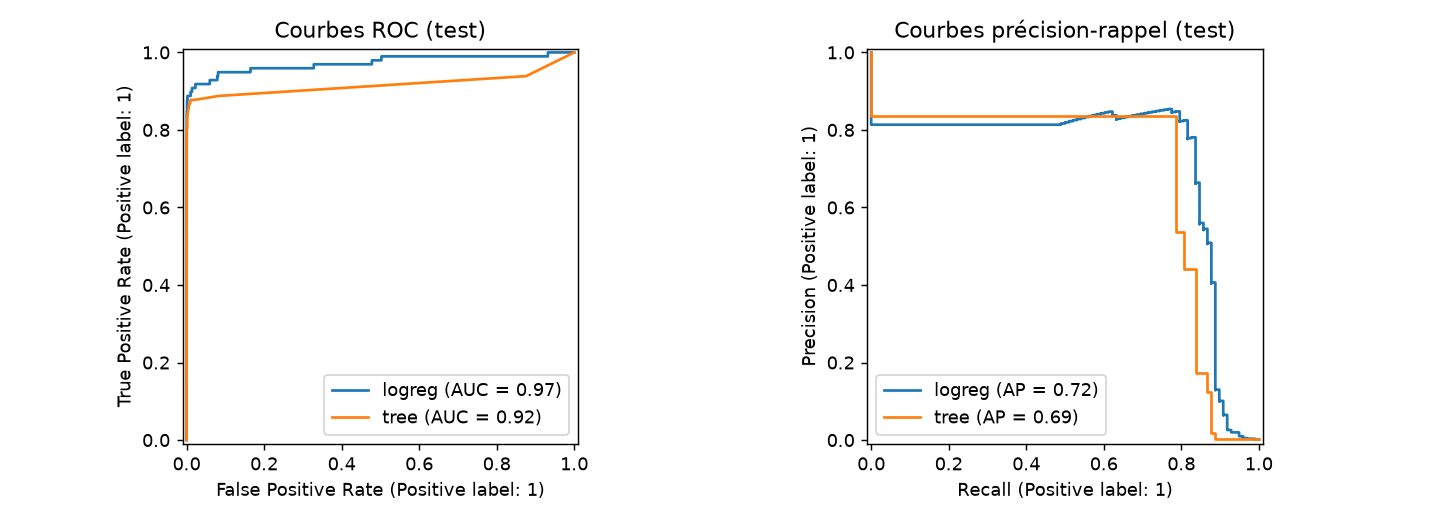 Courbes ROC (test)
True Positive Rate (Positive label: 1)
1.0
0.8
0.6
0.4
0.2
0.0
logreg (AUC = 0.97)
tree (AUC = 0.92)
0.0 0.2 0.4 0.6 0.8 1.0
False Positive Rate (Positive label: 1)
Courbes précision-rappel (test)
Precision (Positive label: 1)
1.0
0.8
0.6
0.4
0.2
0.0
logreg (AP = 0.72)
tree (AP = 0.69)
0.0 0.2 0.4 0.6 0.8 1.0
Recall (Positive label: 1)